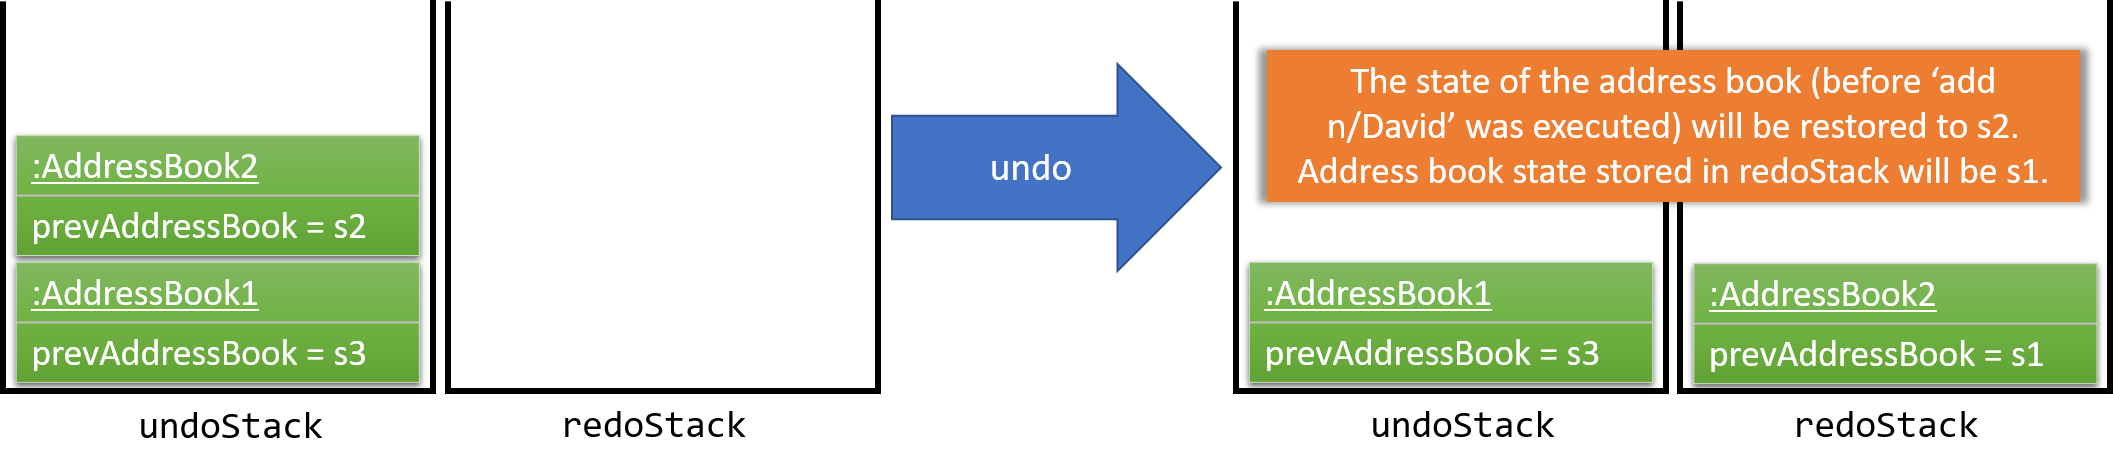 :AddressBook2
prevAddressBook = s2
:AddressBook1
prevAddressBook = s3
undoStack
redoStack
undo
The state of the address book (before ‘add
n/David’ was executed) will be restored to s2.
Address book state stored in redoStack will be s1.
:AddressBook1
prevAddressBook = s3
:AddressBook2
prevAddressBook = s1
undoStack
redoStack